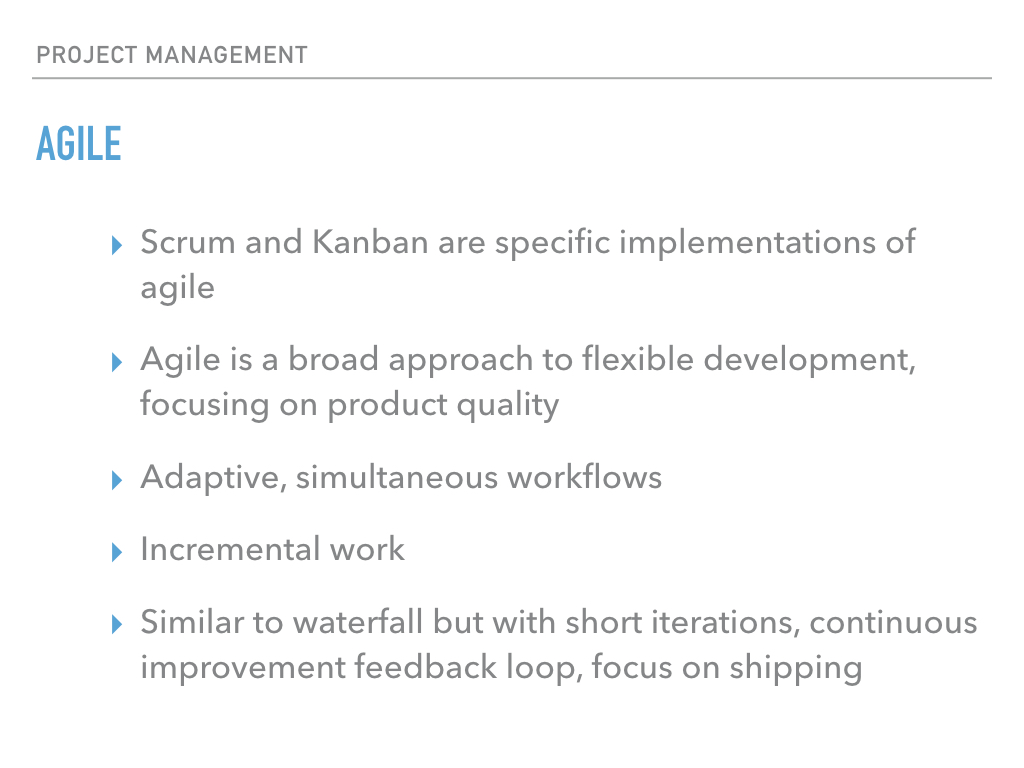 PROJECT MANAGEMENT
AGILE
Scrum and Kanban are specific implementations of
agile
Agile is a broad approach to flexible development,
focusing on product quality
Adaptive, simultaneous workflows
Incremental work
Similar to waterfall but with short iterations, continuous
improvement feedback loop, focus on shipping